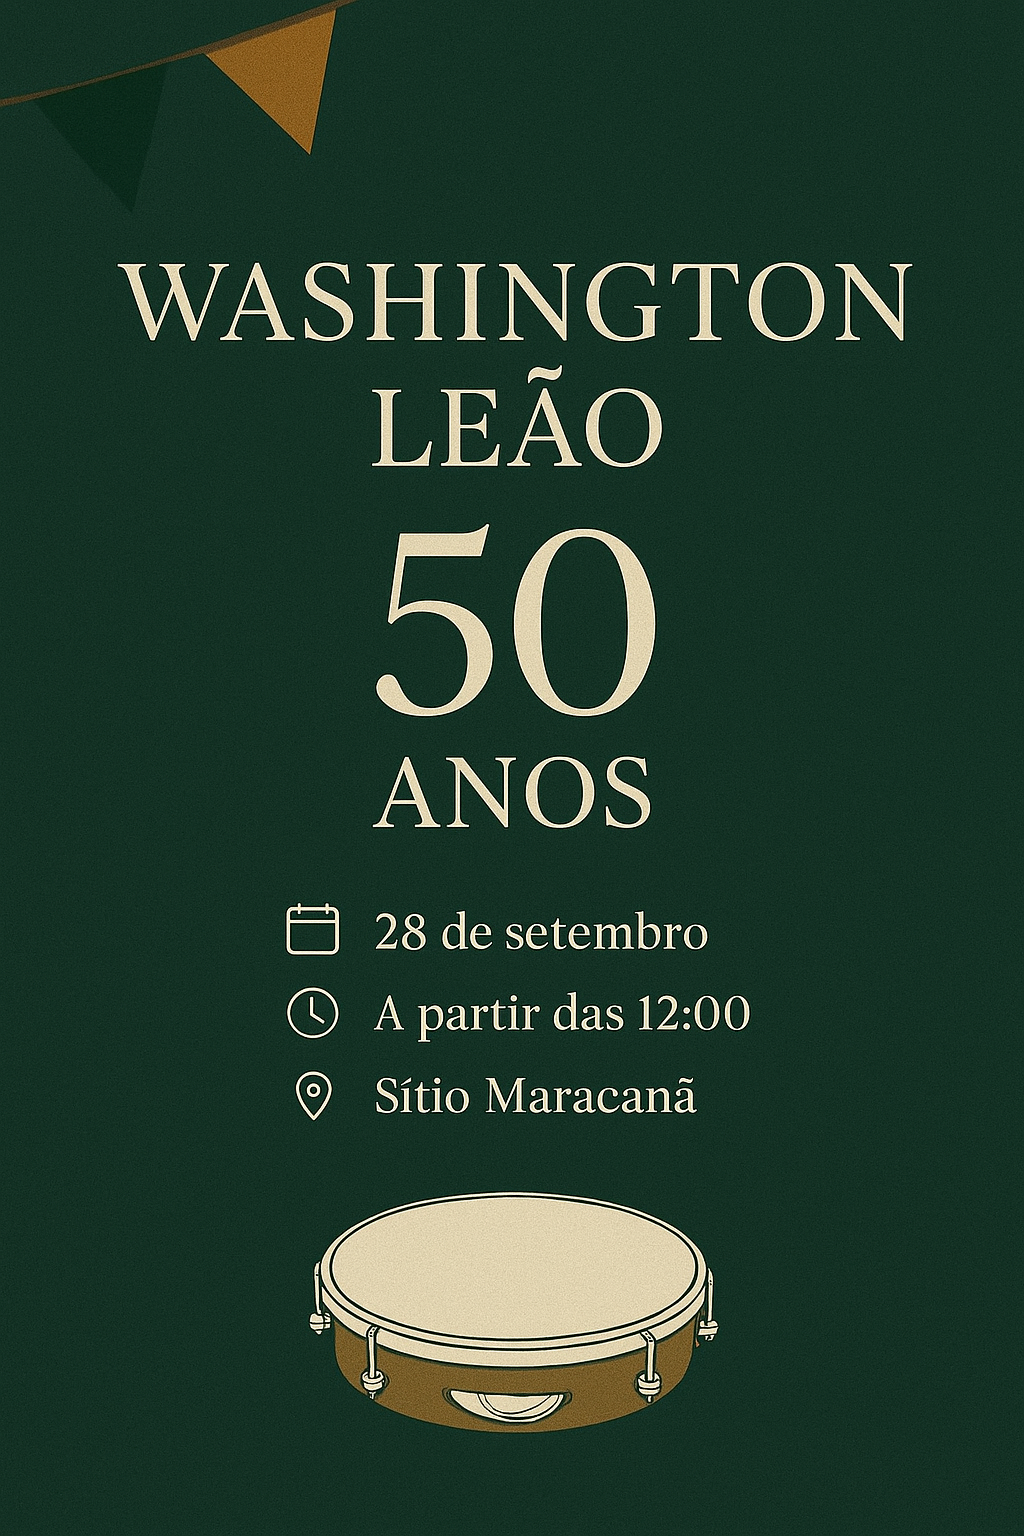 WASHINGTON
LEÃO
50
ANOS
28 de setembro
A partir das 12:00
Sítio Maracanã